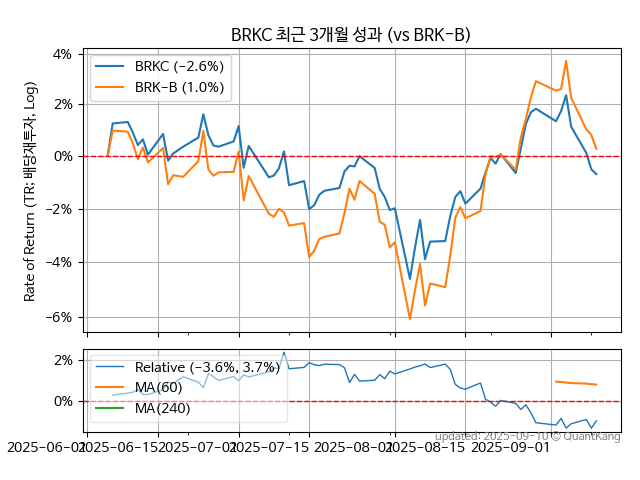 BRKC 최근 3개월 성과 (vs BRK-B)
Rate of Return (TR: 배당재투자, Log)
4%
2%
0%
−2%
−4%
−6%
BRKC (-2.6%)
BRK-B (1.0%)
2%
0%
Relative (-3.6%, 3.7%)
MA(60)
MA(240)
updated: 2025-09-10 © QuantKang
2025-06-01
2025-06-15
2025-07-01
2025-07-15
2025-08-01
2025-08-15
2025-09-01